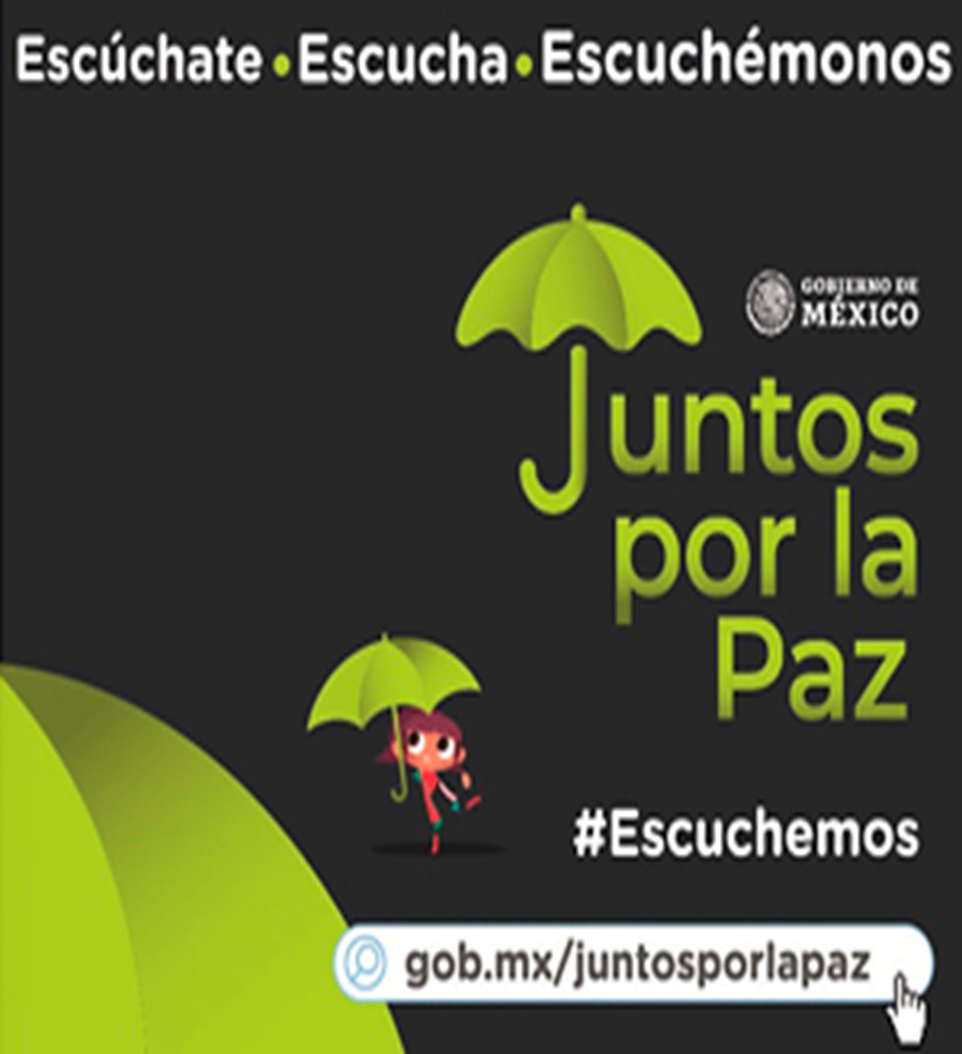 Escúchate • Escucha • Escuchémonos
GOBIERNO DE
MÉXICO
Juntos
por la
Paz
#Escuchemos
gob.mx/juntosporlapaz